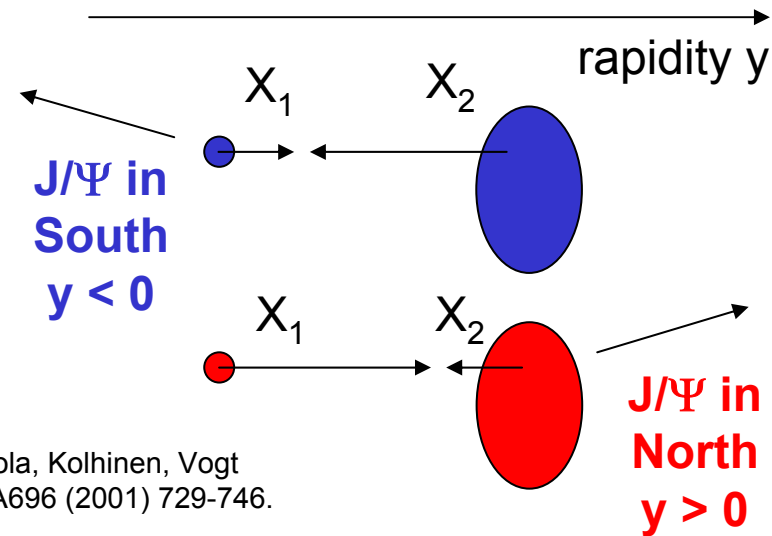 rapidity y
X₁ X₂
J/Ψ in
South
y < 0
X₁ X₂
J/Ψ in
North
y > 0
Kolhinen, Vogt
(2001) 729-746.